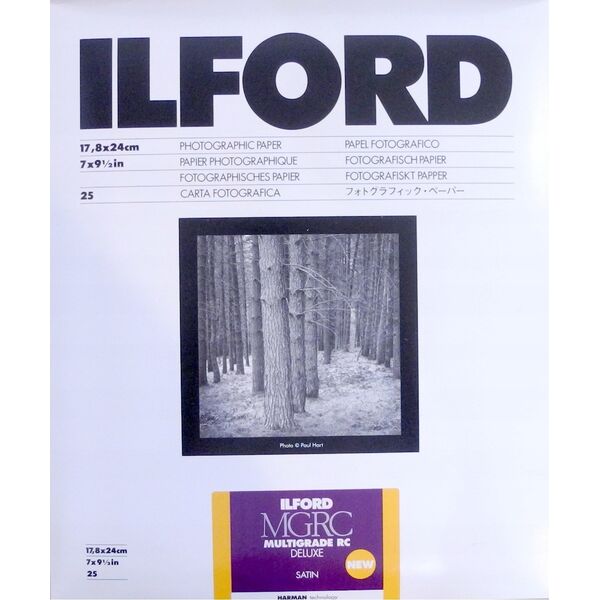 ILFORD
17,8x24cm PHOTOGRAPHIC PAPER PAPEL FOTOGRAFICO
7x9½in PAPIER PHOTOGRAPHIQUE FOTOGRAFISCH PAPIER
FOTOGRAFISCHES PAPIER FOTOGRAFISKT PAPPER
25 CARTA FOTOGRAFICA フォトグラフィック・ペーパー
Photo © Paul Hart
ILFORD
MGRC
MULTIGRADE RC
DELUXE
NEW
SATIN
17,8x24cm
7x9½in
25
HARMAN technology